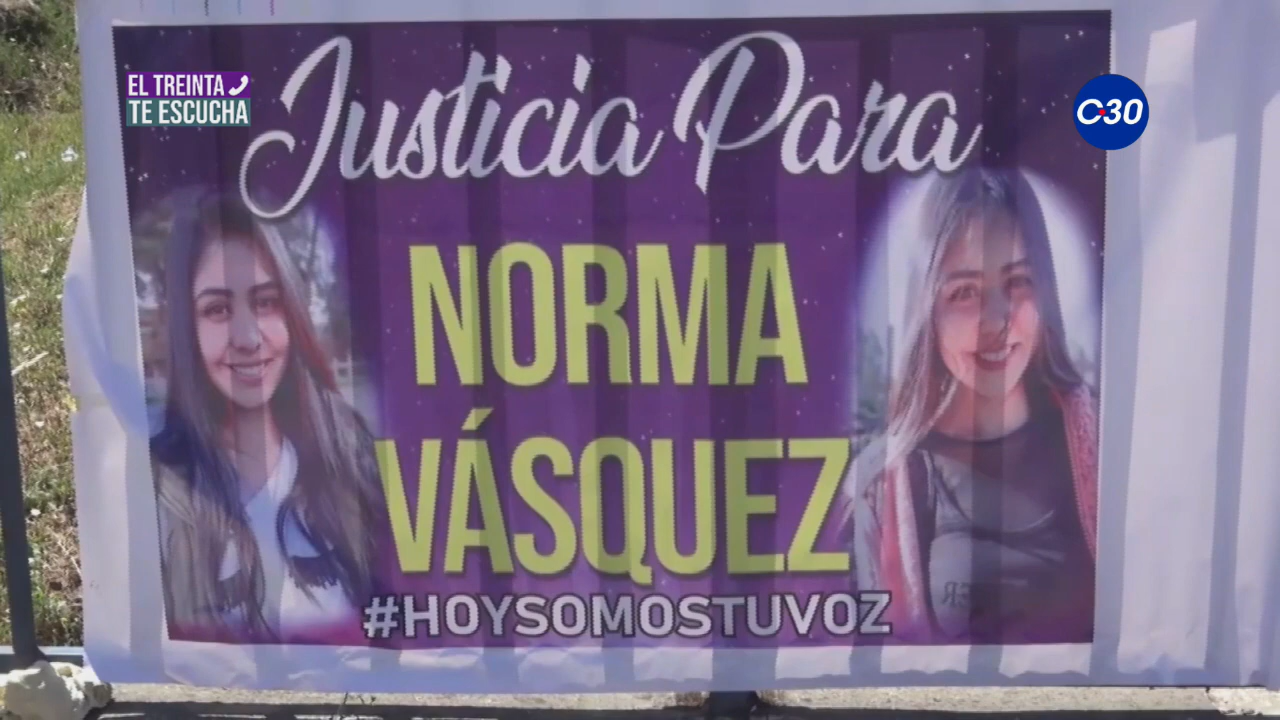 EL TREINTA
TE ESCUCHA
C30
Justicia Para
NORMA
VÁSQUEZ
#HOYSOMOSTUVOZ